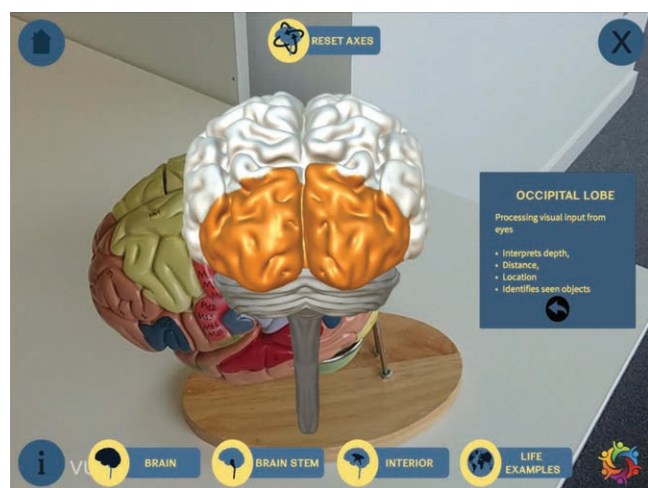 RESET AXES
X
OCCIPITAL LOBE
Processing visual input from
eyes
• Interprets depth,
• Distance,
• Location
• Identifies seen objects
i
VU
BRAIN
BRAIN STEM
INTERIOR
LIFE
EXAMPLES